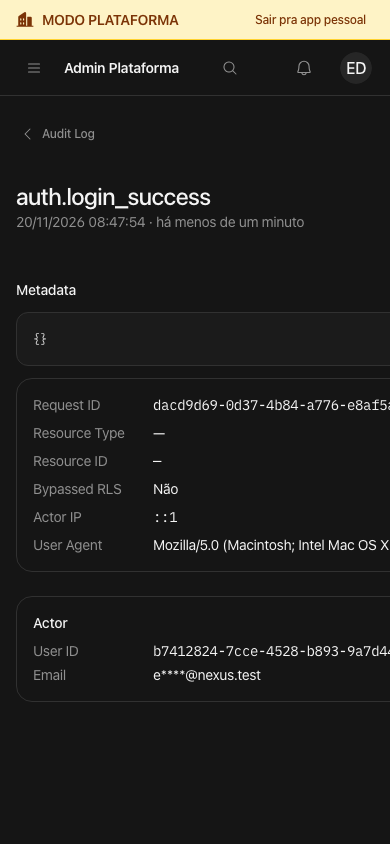 MODO PLATAFORMA
Sair pra app pessoal
Admin Plataforma
ED
Audit Log
auth.login_success
20/11/2026 08:47:54 · há menos de um minuto
Metadata
{}
Request ID dacd9d69-0d37-4b84-a776-e8af5a
Resource Type —
Resource ID —
Bypassed RLS Não
Actor IP ::1
User Agent Mozilla/5.0 (Macintosh; Intel Mac OS X
Actor
User ID b7412824-7cce-4528-b893-9a7d44
Email e****@nexus.test